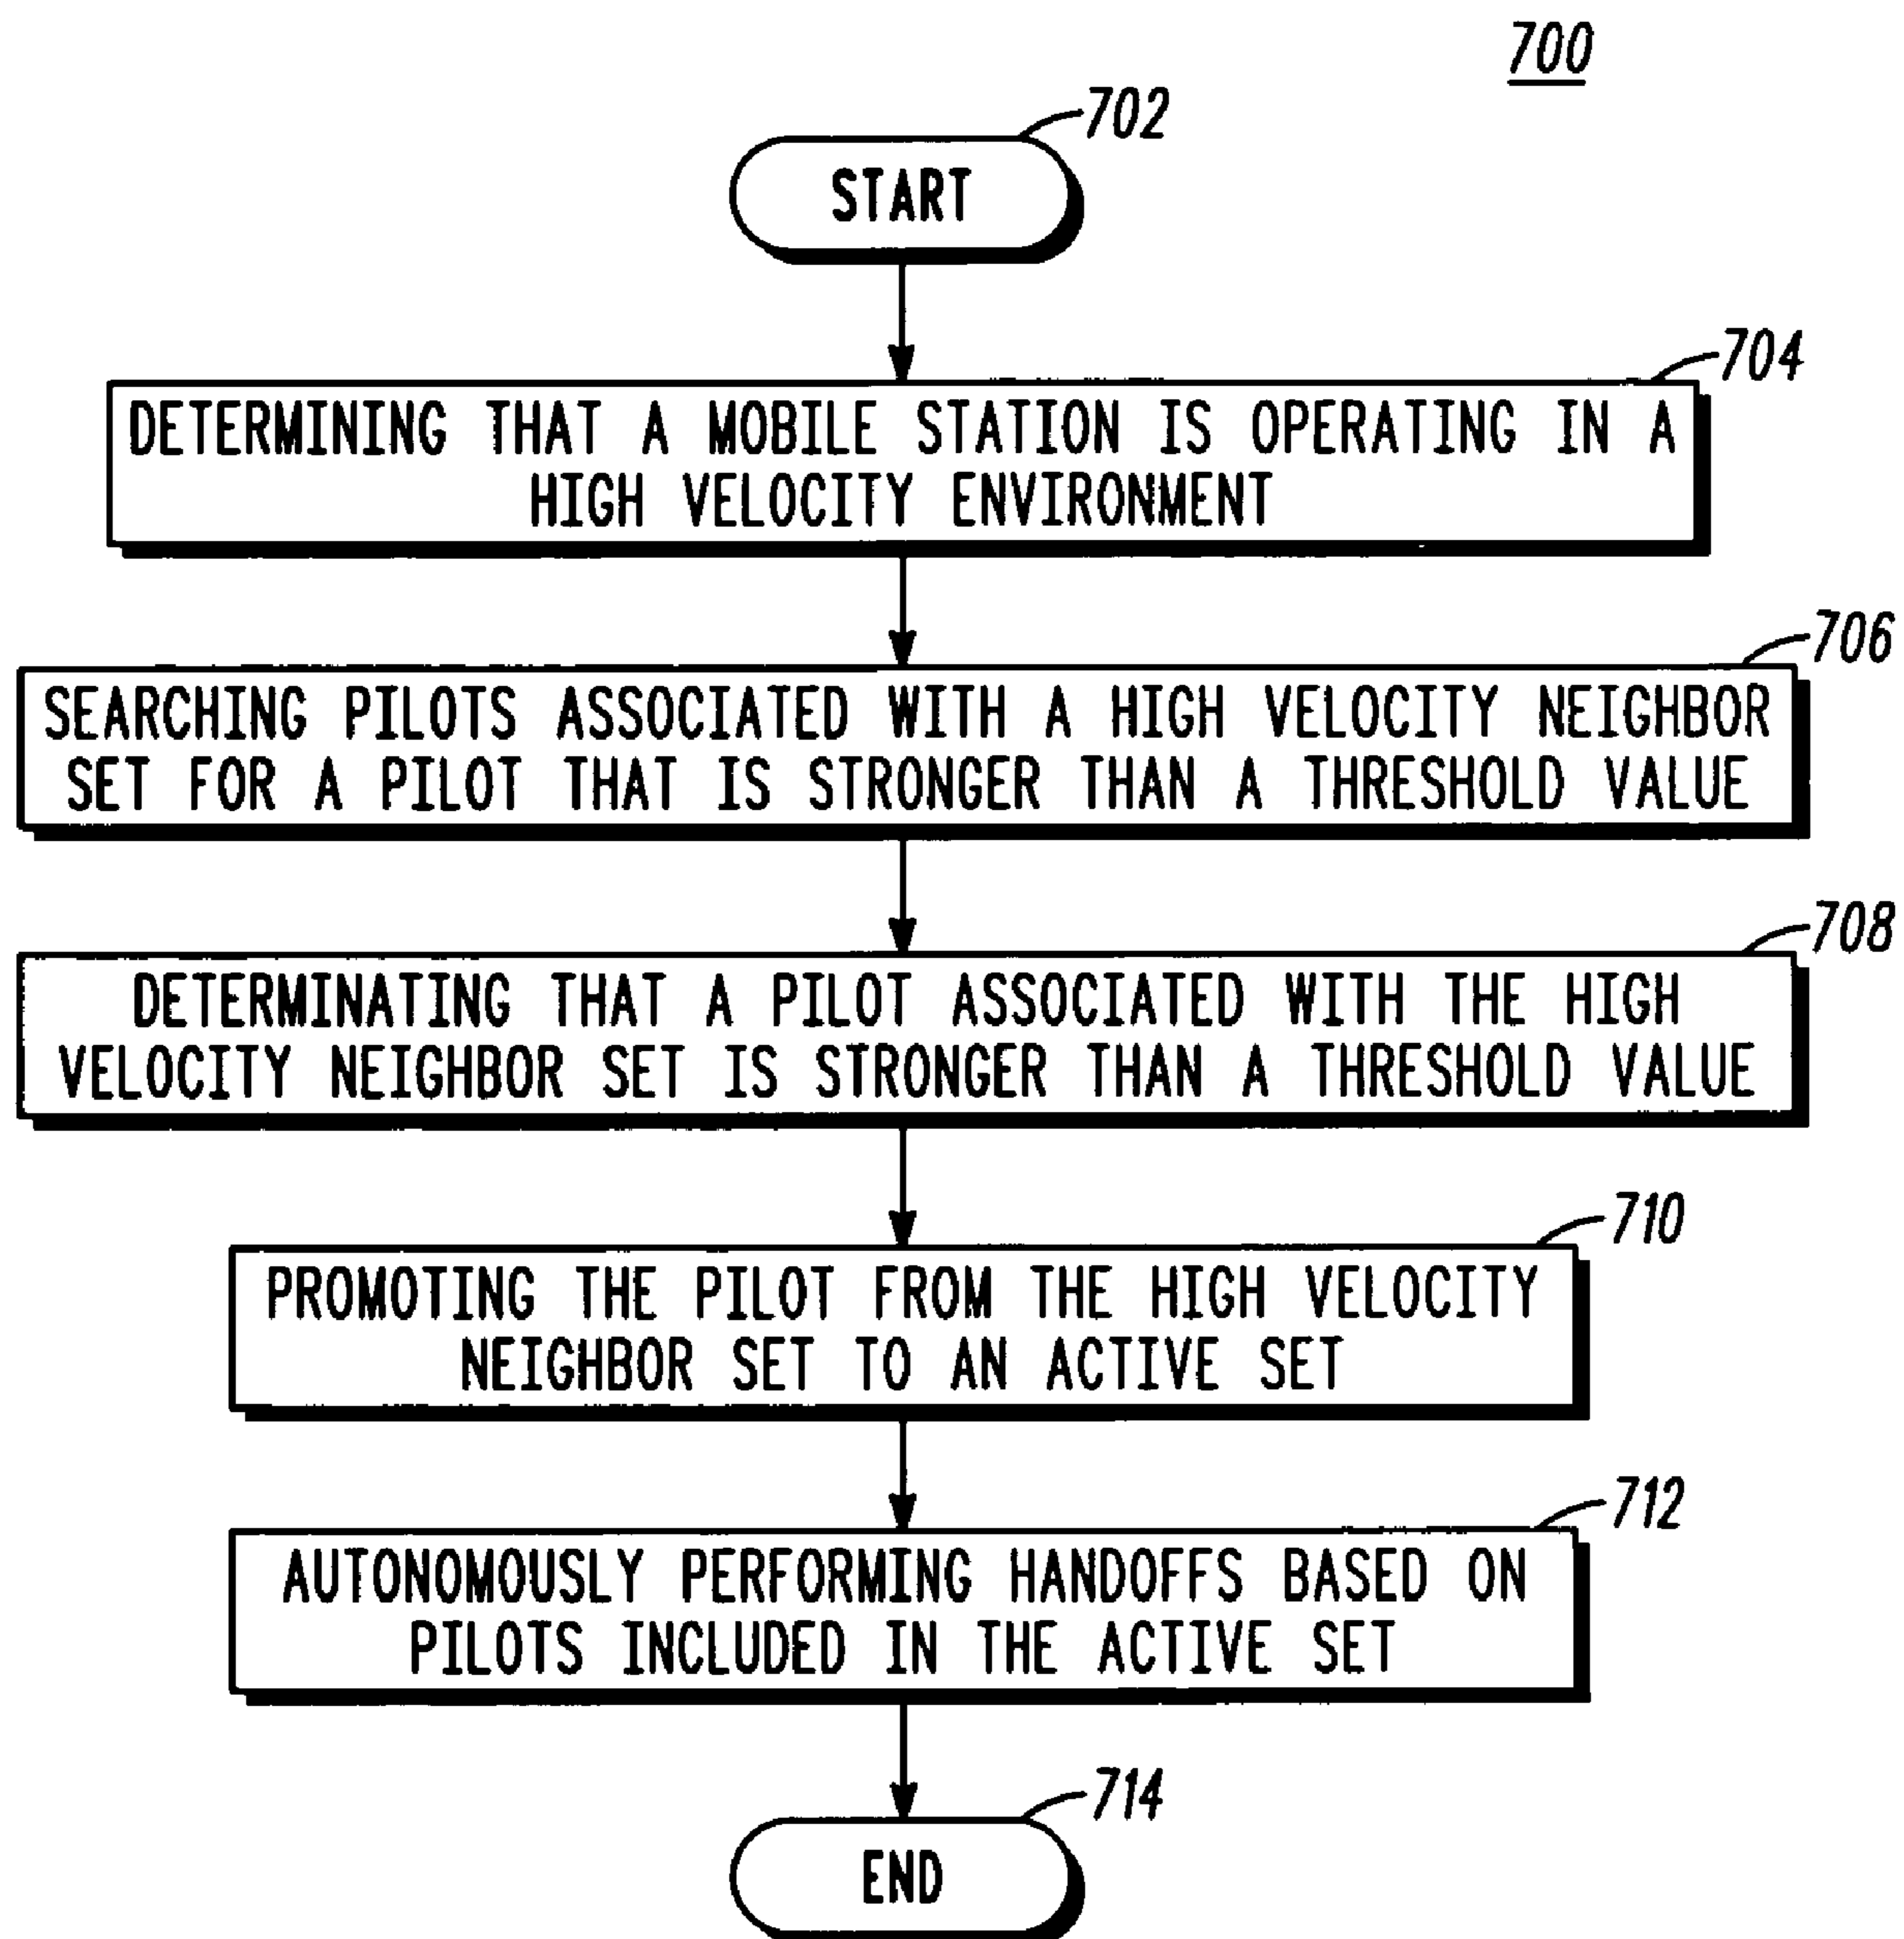 700
702
START
704
DETERMINING THAT A MOBILE STATION IS OPERATING IN A
HIGH VELOCITY ENVIRONMENT
706
SEARCHING PILOTS ASSOCIATED WITH A HIGH VELOCITY NEIGHBOR
SET FOR A PILOT THAT IS STRONGER THAN A THRESHOLD VALUE
708
DETERMINATING THAT A PILOT ASSOCIATED WITH THE HIGH
VELOCITY NEIGHBOR SET IS STRONGER THAN A THRESHOLD VALUE
710
PROMOTING THE PILOT FROM THE HIGH VELOCITY
NEIGHBOR SET TO AN ACTIVE SET
712
AUTONOMOUSLY PERFORMING HANDOFFS BASED ON
PILOTS INCLUDED IN THE ACTIVE SET
714
END